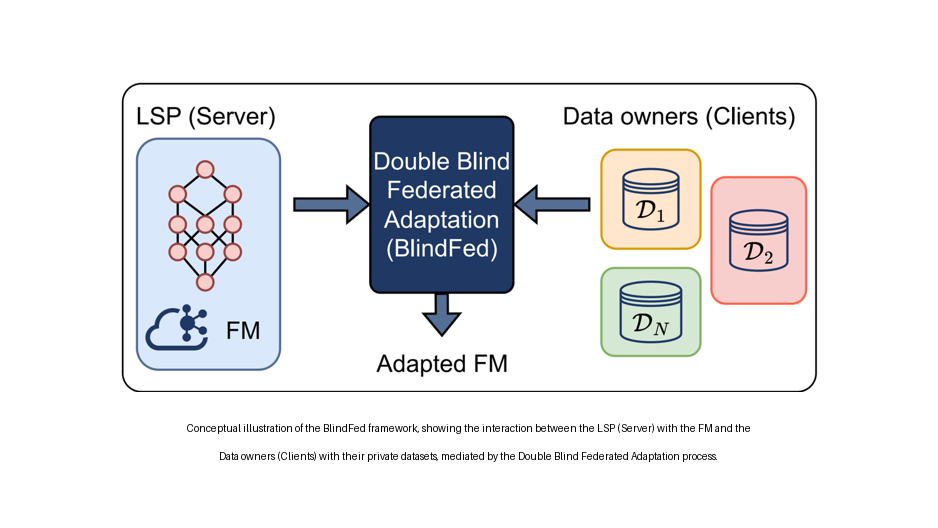 LSP (Server)
FM
Double Blind
Federated
Adaptation
(BlindFed)
Adapted FM
Data owners (Clients)
𝒟₁
𝒟₂
𝒟_N
Conceptual illustration of the BlindFed framework, showing the interaction between the LSP (Server) with the FM and the
Data owners (Clients) with their private datasets, mediated by the Double Blind Federated Adaptation process.